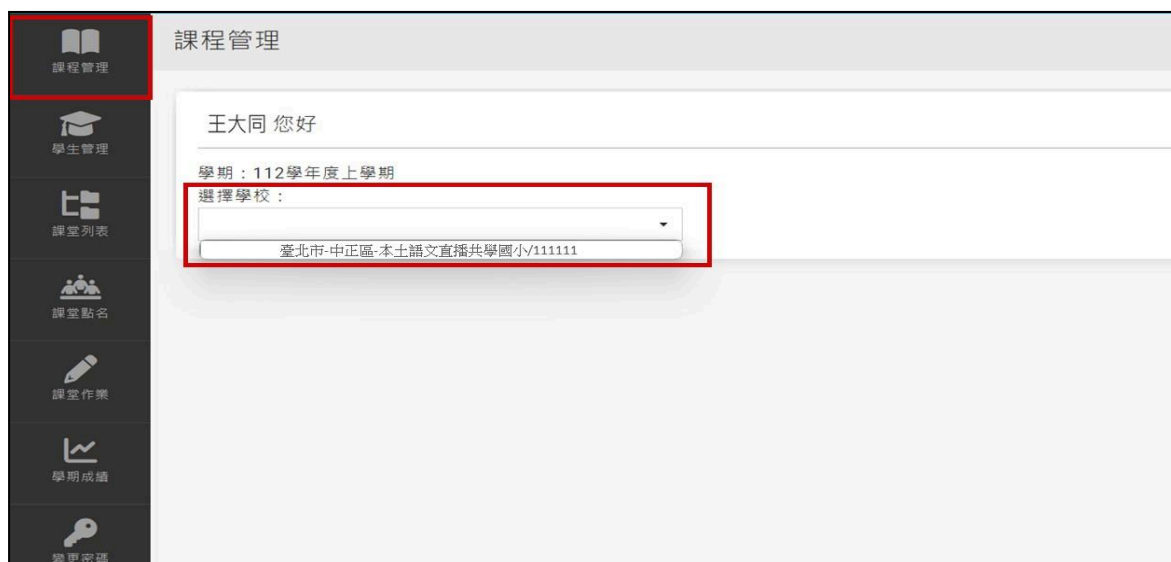 課程管理
學生管理
課堂列表
課堂點名
課堂作業
學期成績
變更密碼
課程管理
王大同 您好
學期：112學年度上學期
選擇學校：
臺北市-中正區-本土語文直播共學國小/111111